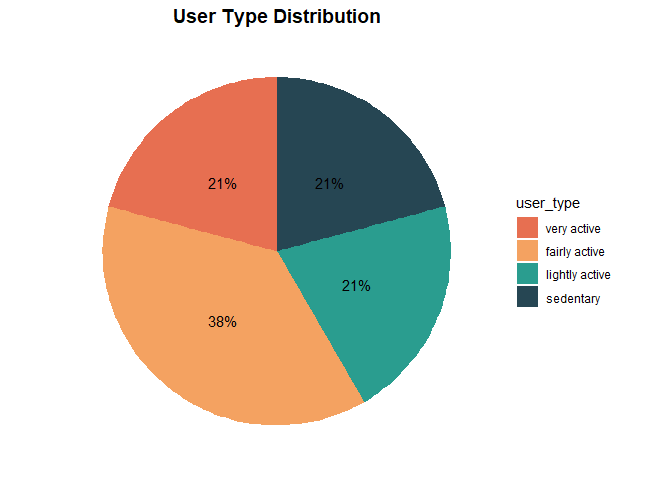 User Type Distribution
21%
21%
21%
38%
user_type
very active
fairly active
lightly active
sedentary